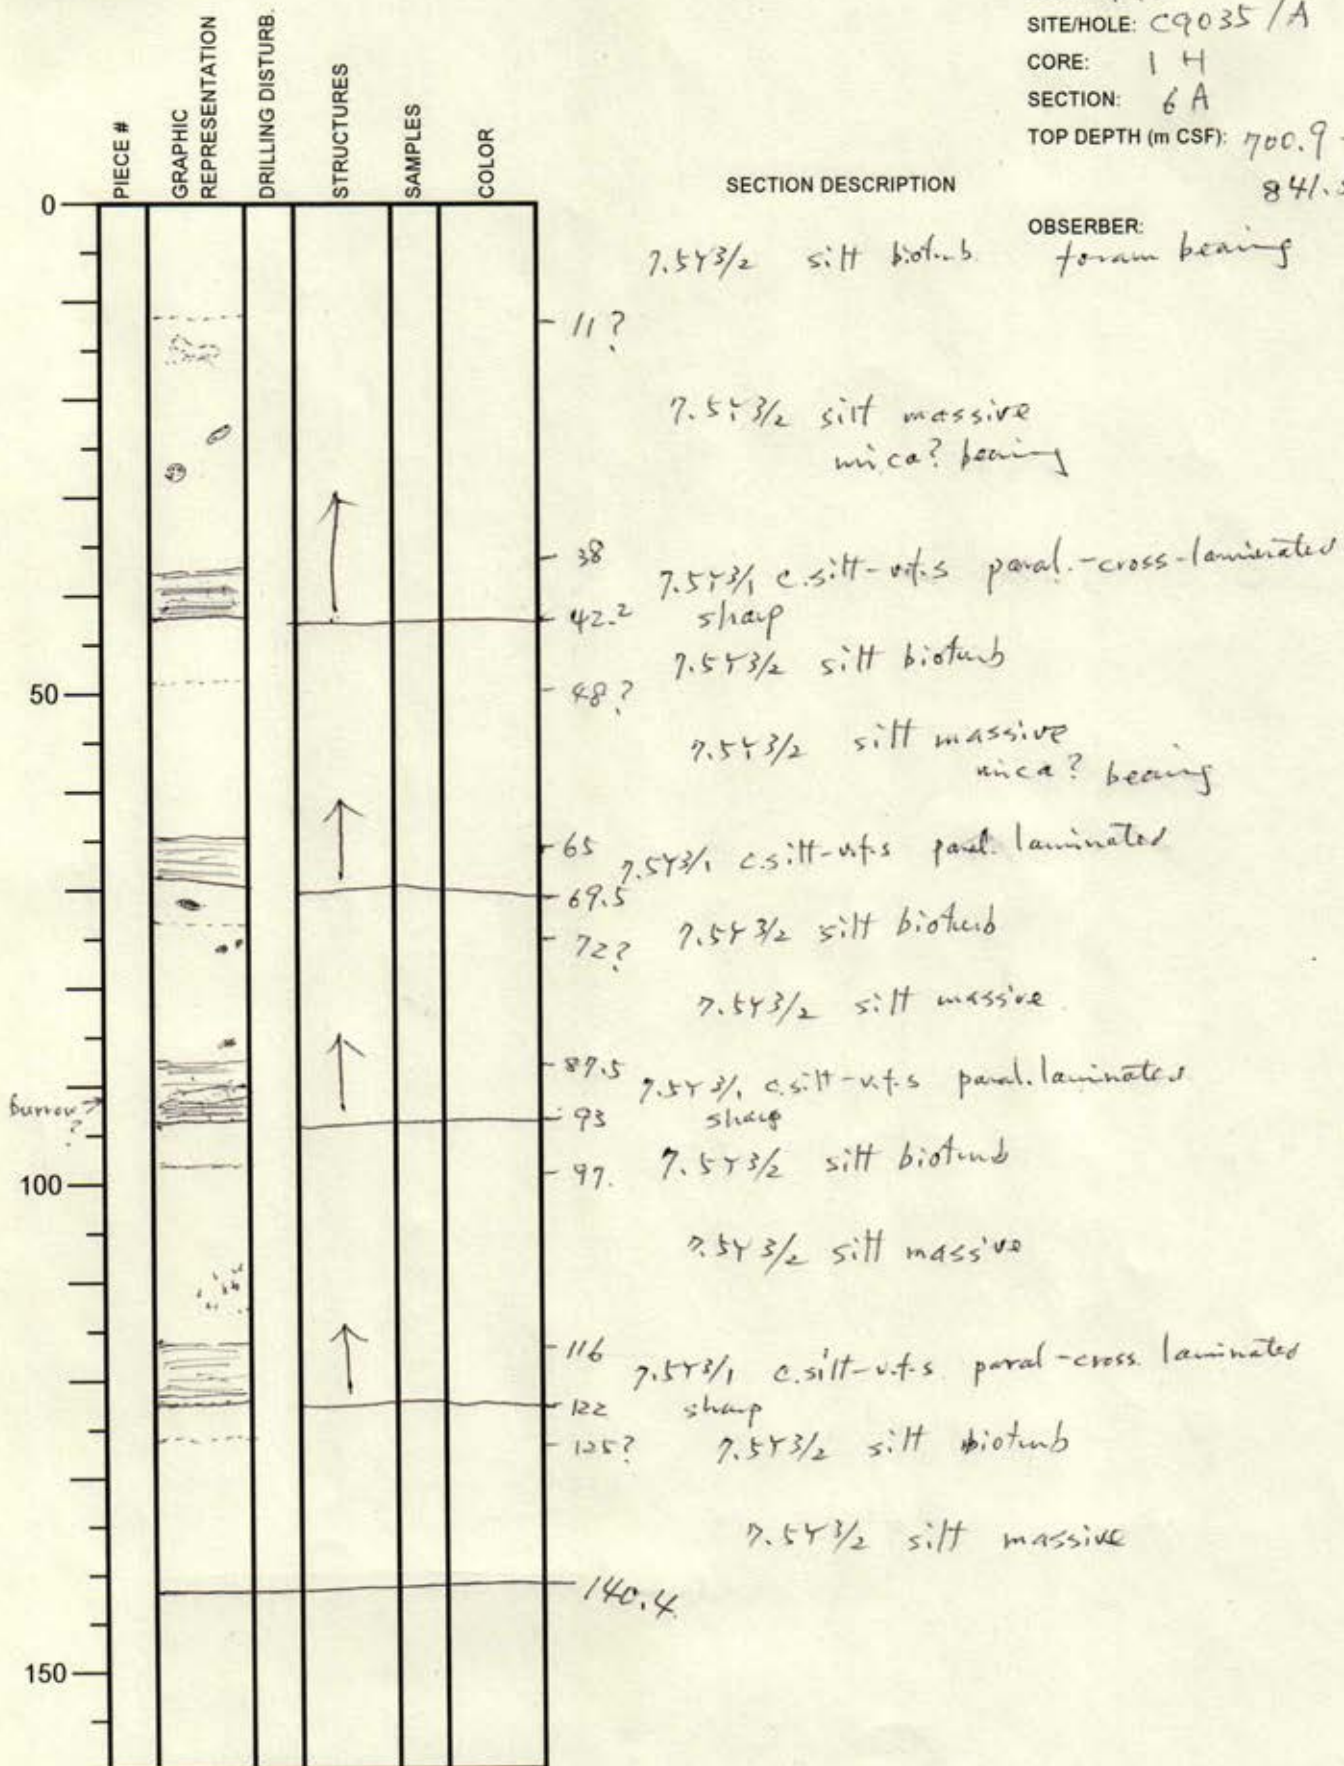 SITE/HOLE: C9035 / A
CORE: 1 H
SECTION: 6 A
TOP DEPTH (m CSF): 700.9 -
841.
OBSERBER:
PIECE #
GRAPHIC
REPRESENTATION
DRILLING DISTURB.
STRUCTURES
SAMPLES
COLOR
SECTION DESCRIPTION
0
7.5Y3/2 silt bioturb. foram bearing
11?
7.5Y3/2 silt massive
mica? bearing
38
7.5Y3/1 c.silt-v.f.s paral.-cross-laminated
42.2 sharp
7.5Y3/2 silt bioturb
50
48?
7.5Y3/2 silt massive
mica? bearing
65
7.5Y3/1 c.silt-v.f.s paral. laminated
69.5
72?
7.5Y3/2 silt bioturb
7.5Y3/2 silt massive
87.5
7.5Y3/1 c.silt-v.f.s paral. laminated
burrow
?
93 sharp
97. 7.5Y3/2 silt bioturb
100
7.5Y3/2 silt massive
116
7.5Y3/1 c.silt-v.f.s paral-cross. laminated
122 sharp
125? 7.5Y3/2 silt bioturb
7.5Y3/2 silt massive
140.4
150